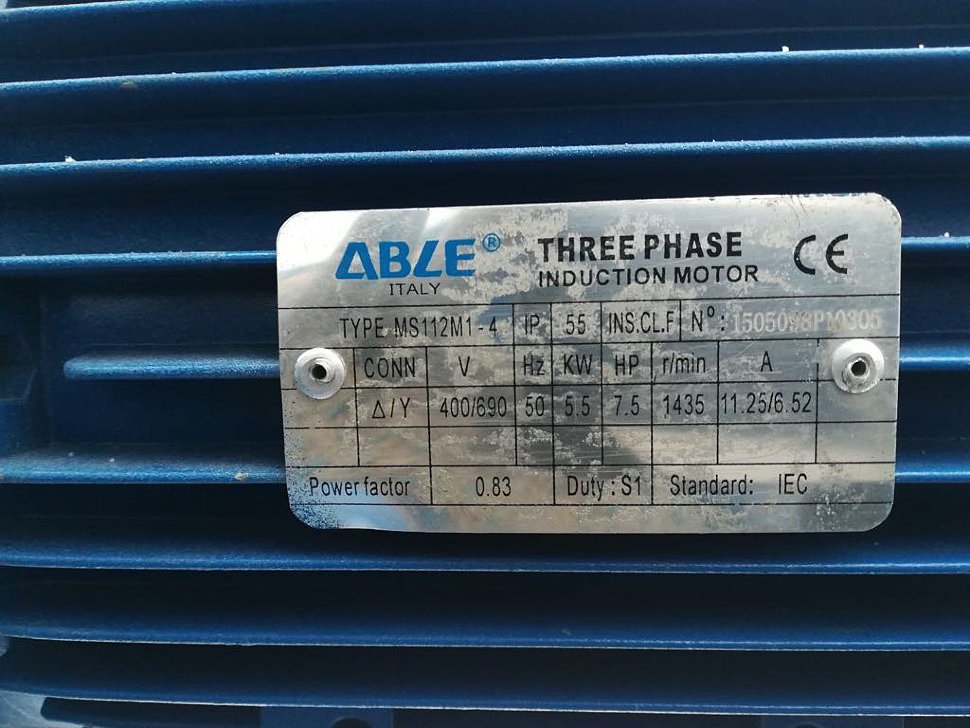 ABLE®
ITALY
THREE PHASE
INDUCTION MOTOR
CE
TYPE MS112M1-4 IP 55 INS.CL.F Nº:
CONN V Hz KW HP r/min A
Δ/Y 400/690 50 5.5 7.5 1435 11.25/6.52
Power factor 0.83 Duty: S1 Standard: IEC